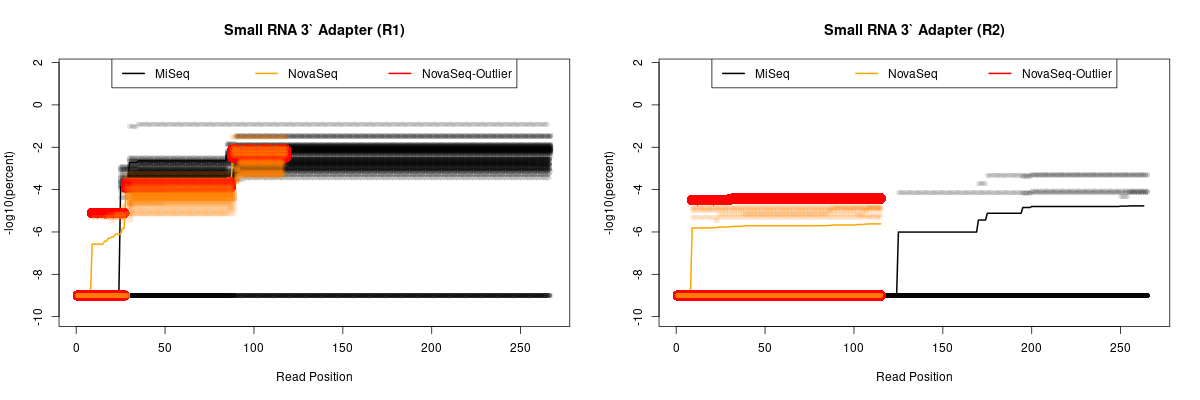 Small RNA 3` Adapter (R1)
MiSeq NovaSeq NovaSeq-Outlier
2
0
-2
-4
-6
-8
-10
-log10(percent)
0 50 100 150 200 250
Read Position
Small RNA 3` Adapter (R2)
MiSeq NovaSeq NovaSeq-Outlier
2
0
-2
-4
-6
-8
-10
-log10(percent)
0 50 100 150 200 250
Read Position